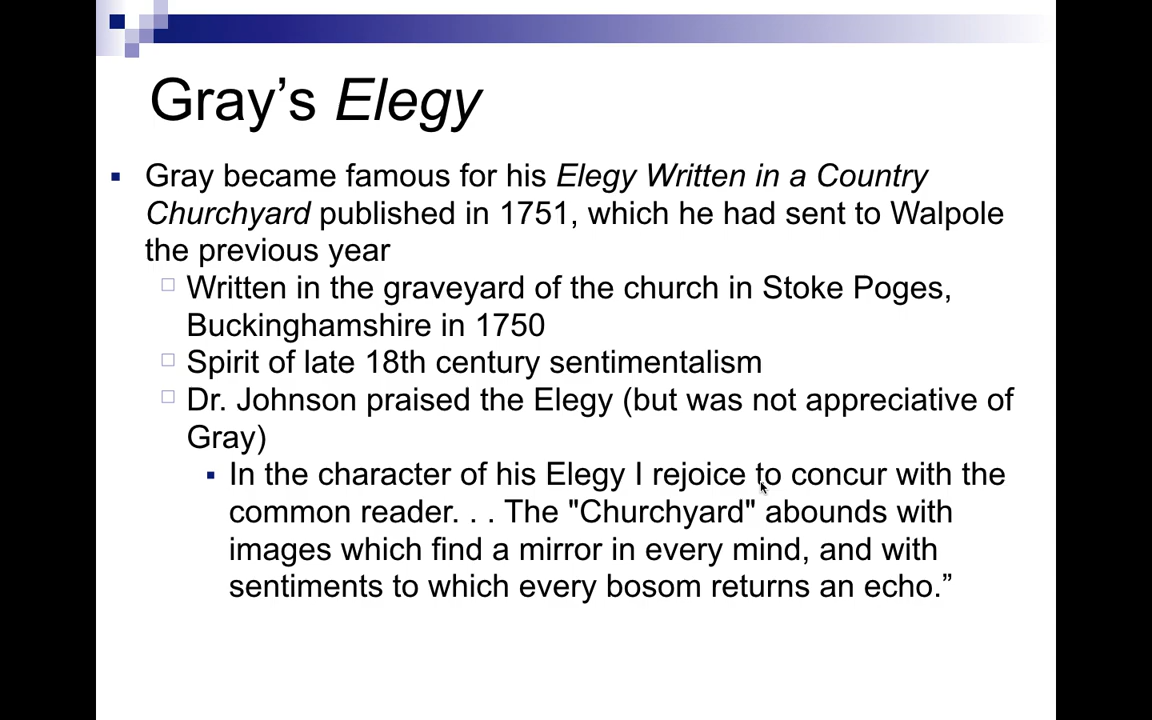 Gray’s Elegy
Gray became famous for his Elegy Written in a Country
Churchyard published in 1751, which he had sent to Walpole
the previous year
Written in the graveyard of the church in Stoke Poges,
Buckinghamshire in 1750
Spirit of late 18th century sentimentalism
Dr. Johnson praised the Elegy (but was not appreciative of
Gray)
In the character of his Elegy I rejoice to concur with the
common reader. . . The "Churchyard" abounds with
images which find a mirror in every mind, and with
sentiments to which every bosom returns an echo.”